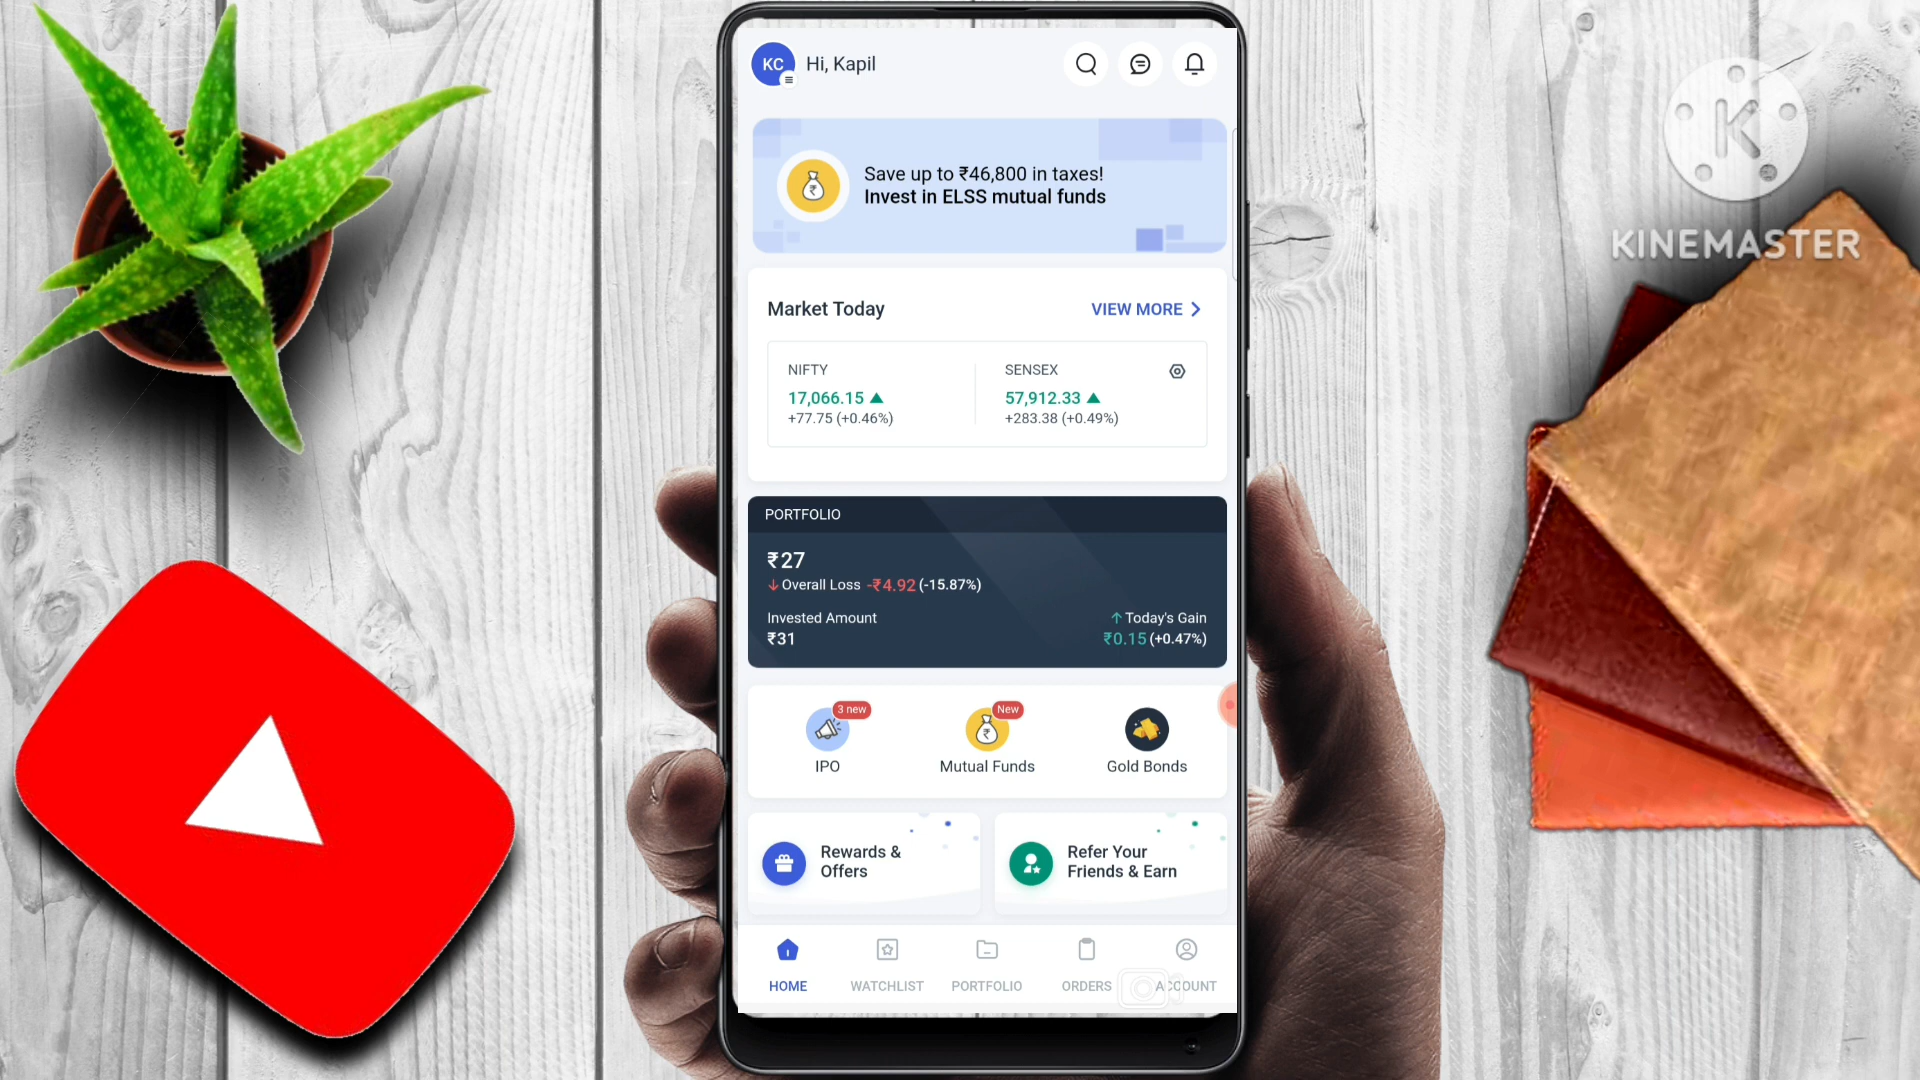 KC
Hi, Kapil
Save up to ₹46,800 in taxes!
Invest in ELSS mutual funds
Market Today
VIEW MORE
NIFTY
17,066.15
+77.75 (+0.46%)
SENSEX
57,912.33
+283.38 (+0.49%)
PORTFOLIO
₹27
Overall Loss -₹4.92 (-15.87%)
Invested Amount
₹31
Today's Gain
₹0.15 (+0.47%)
3 new
IPO
New
Mutual Funds
Gold Bonds
Rewards &
Offers
Refer Your
Friends & Earn
HOME
WATCHLIST
PORTFOLIO
ORDERS
ACCOUNT
K
KINEMASTER